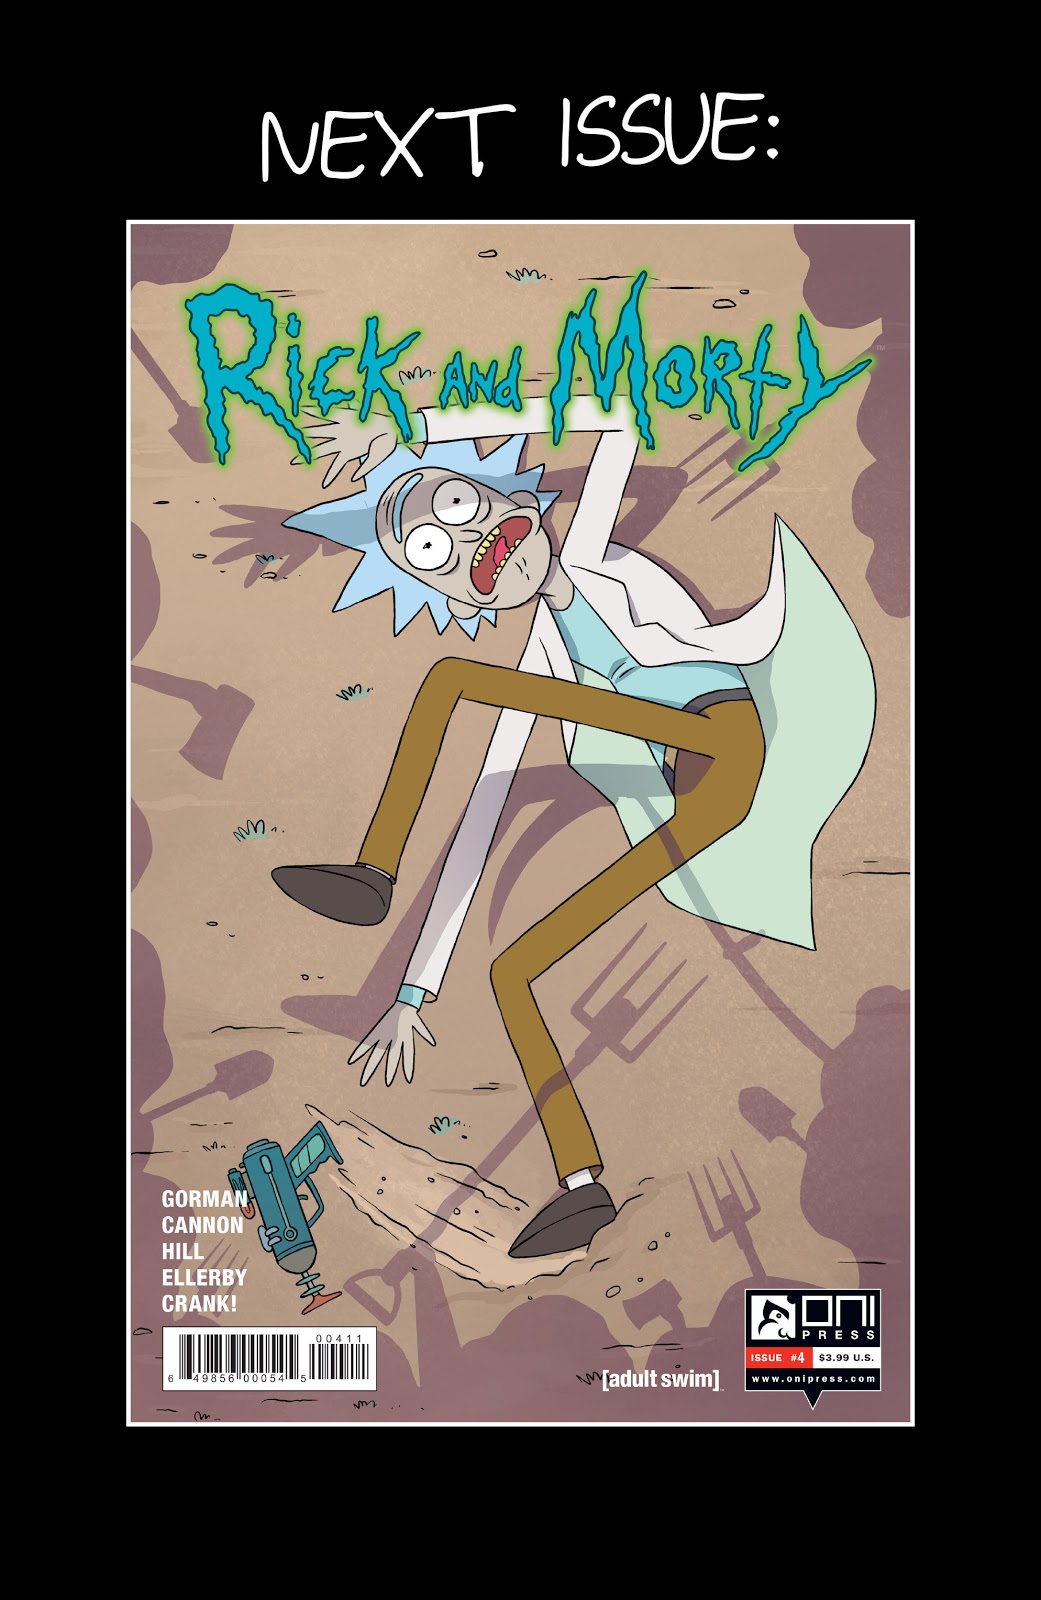 NEXT ISSUE:
RICK AND MORTY
™
GORMAN
CANNON
HILL
ELLERBY
CRANK!
00411
6 49856 00054 5
[adult swim]
ONI
PRESS
ISSUE #4 $3.99 U.S.
www.onipress.com